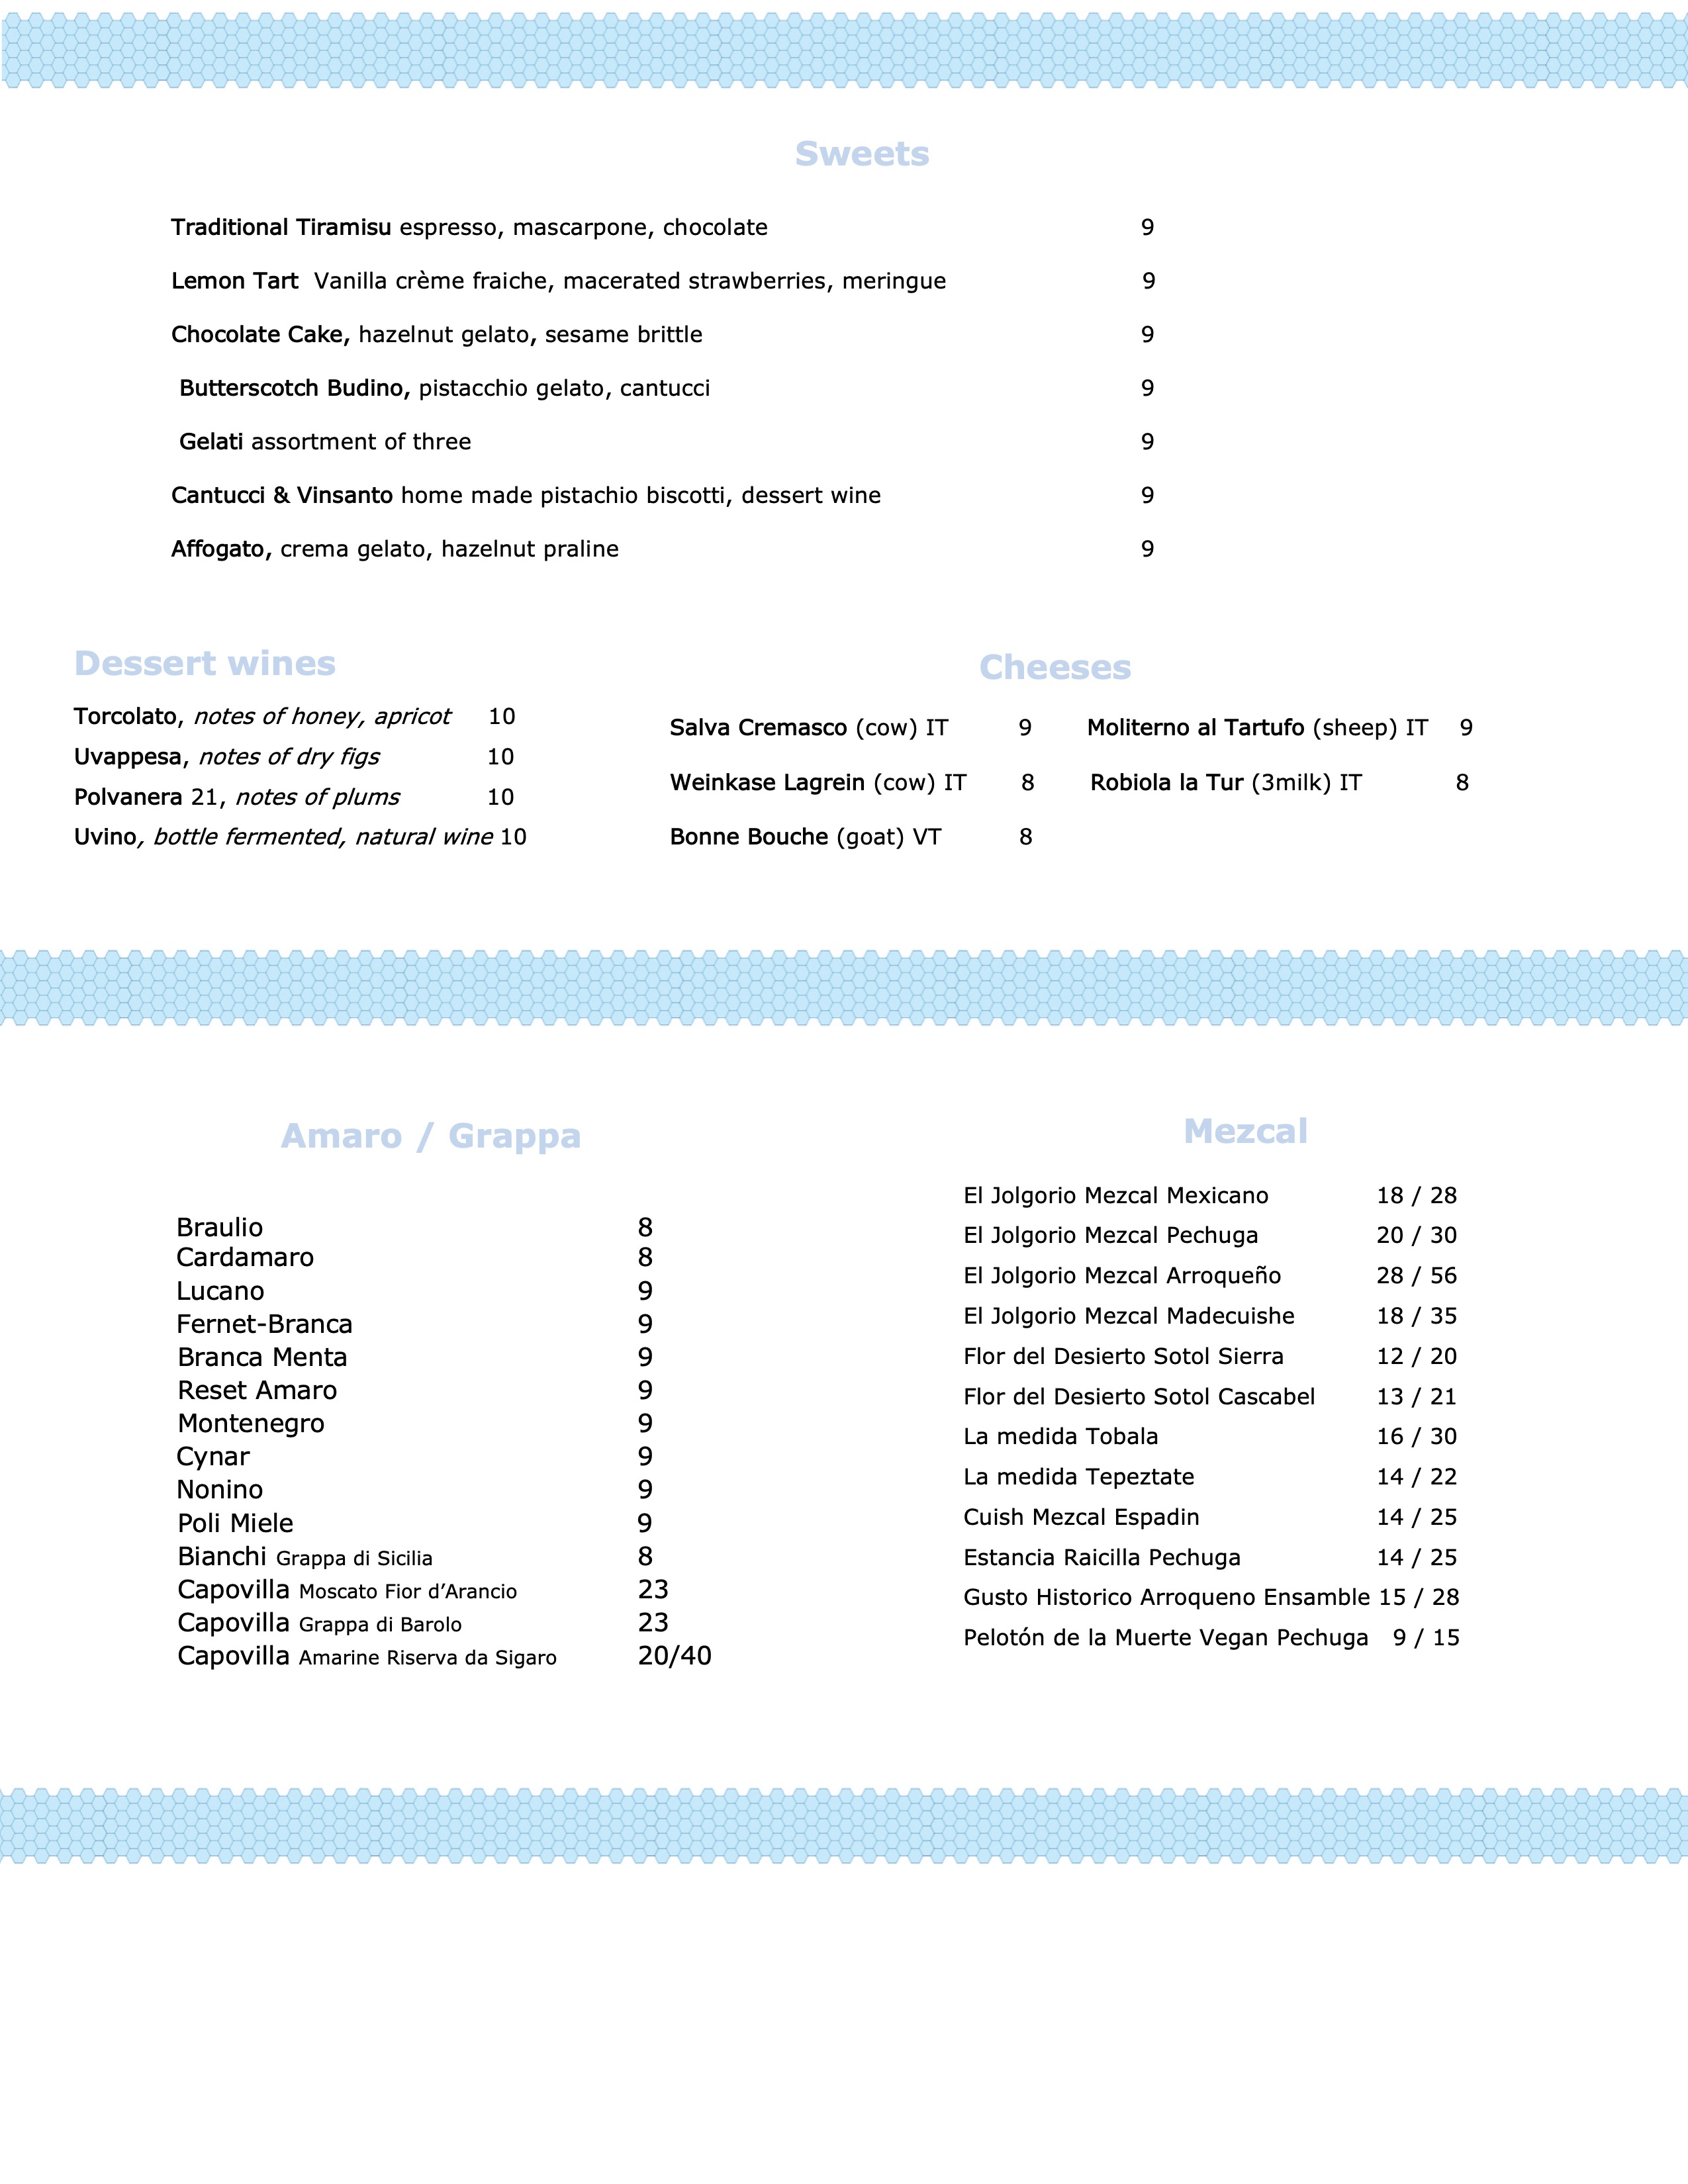 Sweets
Traditional Tiramisu espresso, mascarpone, chocolate 9
Lemon Tart Vanilla crème fraiche, macerated strawberries, meringue 9
Chocolate Cake, hazelnut gelato, sesame brittle 9
Butterscotch Budino, pistacchio gelato, cantucci 9
Gelati assortment of three 9
Cantucci & Vinsanto home made pistachio biscotti, dessert wine 9
Affogato, crema gelato, hazelnut praline 9
Dessert wines
Torcolato, notes of honey, apricot 10
Uvappesa, notes of dry figs 10
Polvanera 21, notes of plums 10
Uvino, bottle fermented, natural wine 10
Cheeses
Salva Cremasco (cow) IT 9 Moliterno al Tartufo (sheep) IT 9
Weinkase Lagrein (cow) IT 8 Robiola la Tur (3milk) IT 8
Bonne Bouche (goat) VT 8
Amaro / Grappa
Braulio 8
Cardamaro 8
Lucano 9
Fernet-Branca 9
Branca Menta 9
Reset Amaro 9
Montenegro 9
Cynar 9
Nonino 9
Poli Miele 9
Bianchi Grappa di Sicilia 8
Capovilla Moscato Fior d’Arancio 23
Capovilla Grappa di Barolo 23
Capovilla Amarine Riserva da Sigaro 20/40
Mezcal
El Jolgorio Mezcal Mexicano 18 / 28
El Jolgorio Mezcal Pechuga 20 / 30
El Jolgorio Mezcal Arroqueño 28 / 56
El Jolgorio Mezcal Madecuishe 18 / 35
Flor del Desierto Sotol Sierra 12 / 20
Flor del Desierto Sotol Cascabel 13 / 21
La medida Tobala 16 / 30
La medida Tepeztate 14 / 22
Cuish Mezcal Espadin 14 / 25
Estancia Raicilla Pechuga 14 / 25
Gusto Historico Arroqueno Ensamble 15 / 28
Pelotón de la Muerte Vegan Pechuga 9 / 15